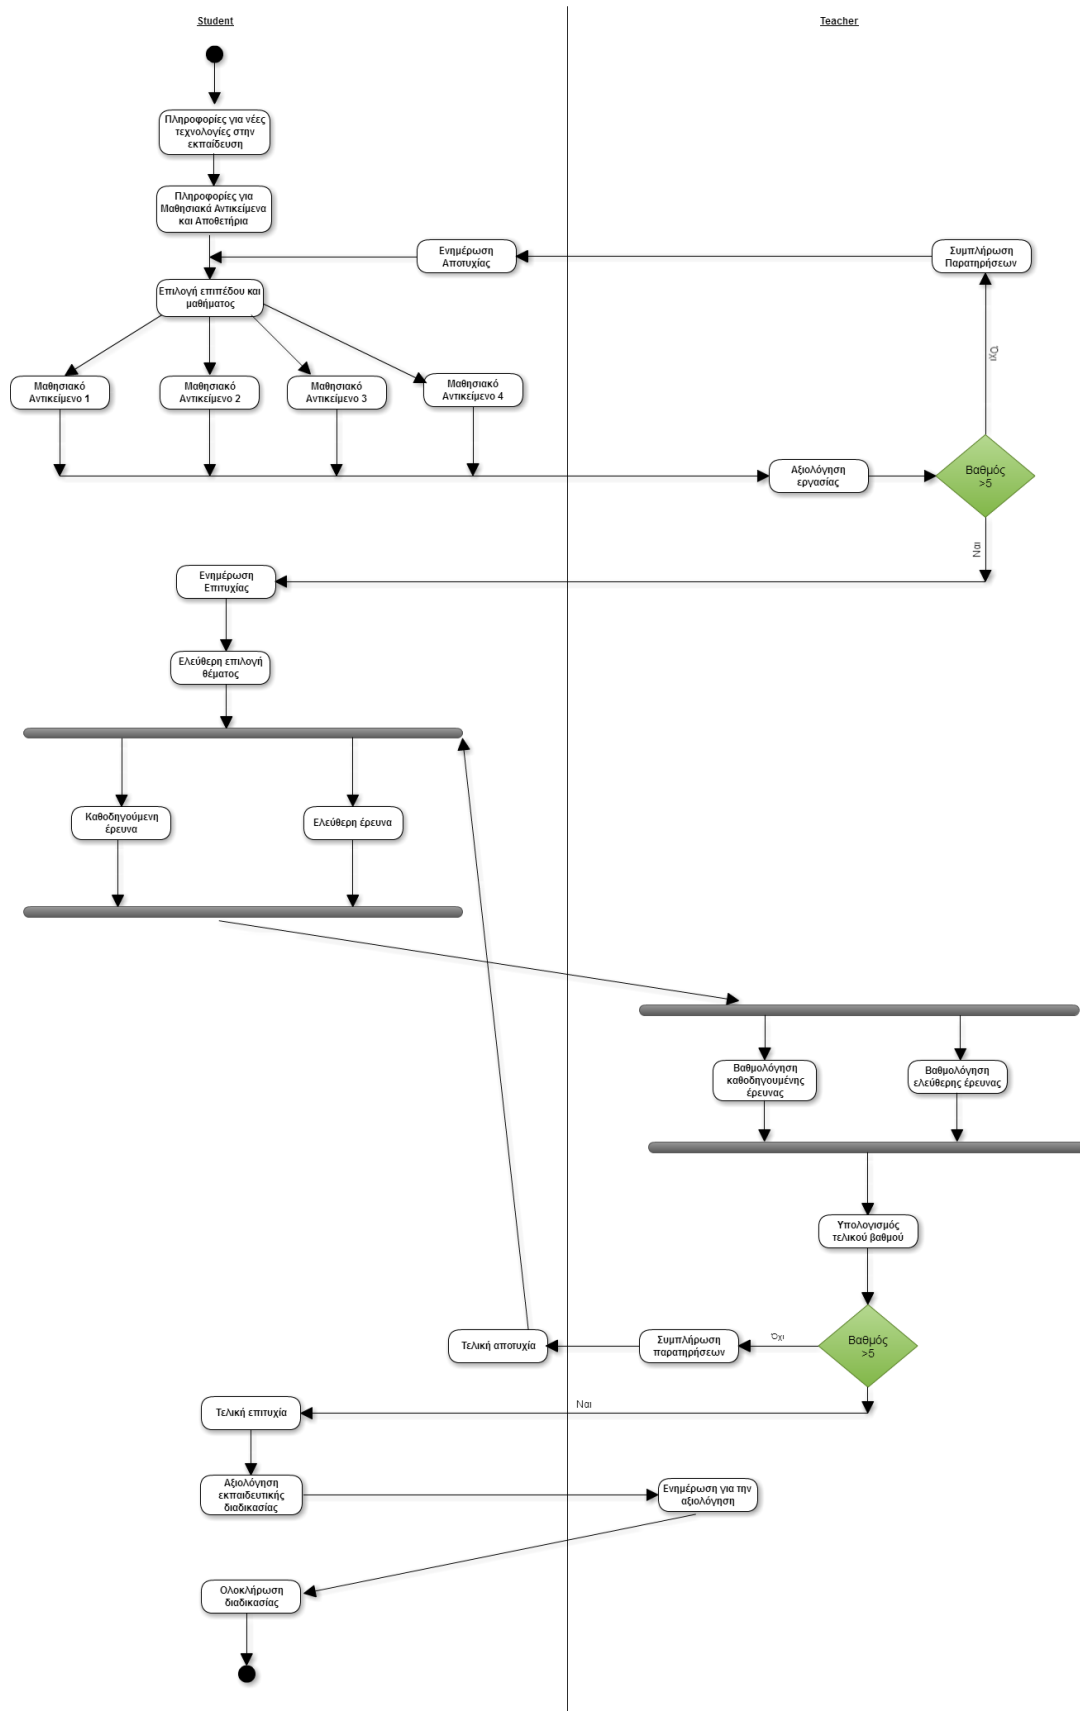 Student
Teacher
Πληροφορίες για νέες
τεχνολογίες στην
εκπαίδευση
Πληροφορίες για
Μαθησιακά Αντικείμενα
και Αποθετήρια
Ενημέρωση
Αποτυχίας
Συμπλήρωση
Παρατηρήσεων
Επιλογή επιπέδου και
μαθήματος
Όχι
Μαθησιακό
Αντικείμενο 1
Μαθησιακό
Αντικείμενο 2
Μαθησιακό
Αντικείμενο 3
Μαθησιακό
Αντικείμενο 4
Αξιολόγηση
εργασίας
Βαθμός
>5
Ναι
Ενημέρωση
Επιτυχίας
Ελεύθερη επιλογή
θέματος
Καθοδηγούμενη
έρευνα
Ελεύθερη έρευνα
Βαθμολόγηση
καθοδηγουμένης
έρευνας
Βαθμολόγηση
ελεύθερης έρευνας
Υπολογισμός
τελικού βαθμού
Βαθμός
>5
Όχι
Συμπλήρωση
παρατηρήσεων
Τελική αποτυχία
Ναι
Τελική επιτυχία
Αξιολόγηση
εκπαιδευτικής
διαδικασίας
Ενημέρωση για την
αξιολόγηση
Ολοκλήρωση
διαδικασίας